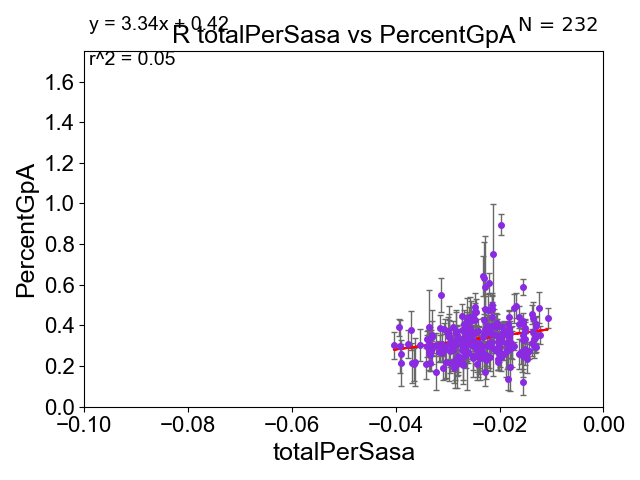 y = 3.34x + 0.42
N = 232
R totalPerSasa vs PercentGpA
r^2 = 0.05
1.6
1.4
1.2
1.0
0.8
0.6
0.4
0.2
0.0
PercentGpA
−0.10
−0.08
−0.06
−0.04
−0.02
0.00
totalPerSasa